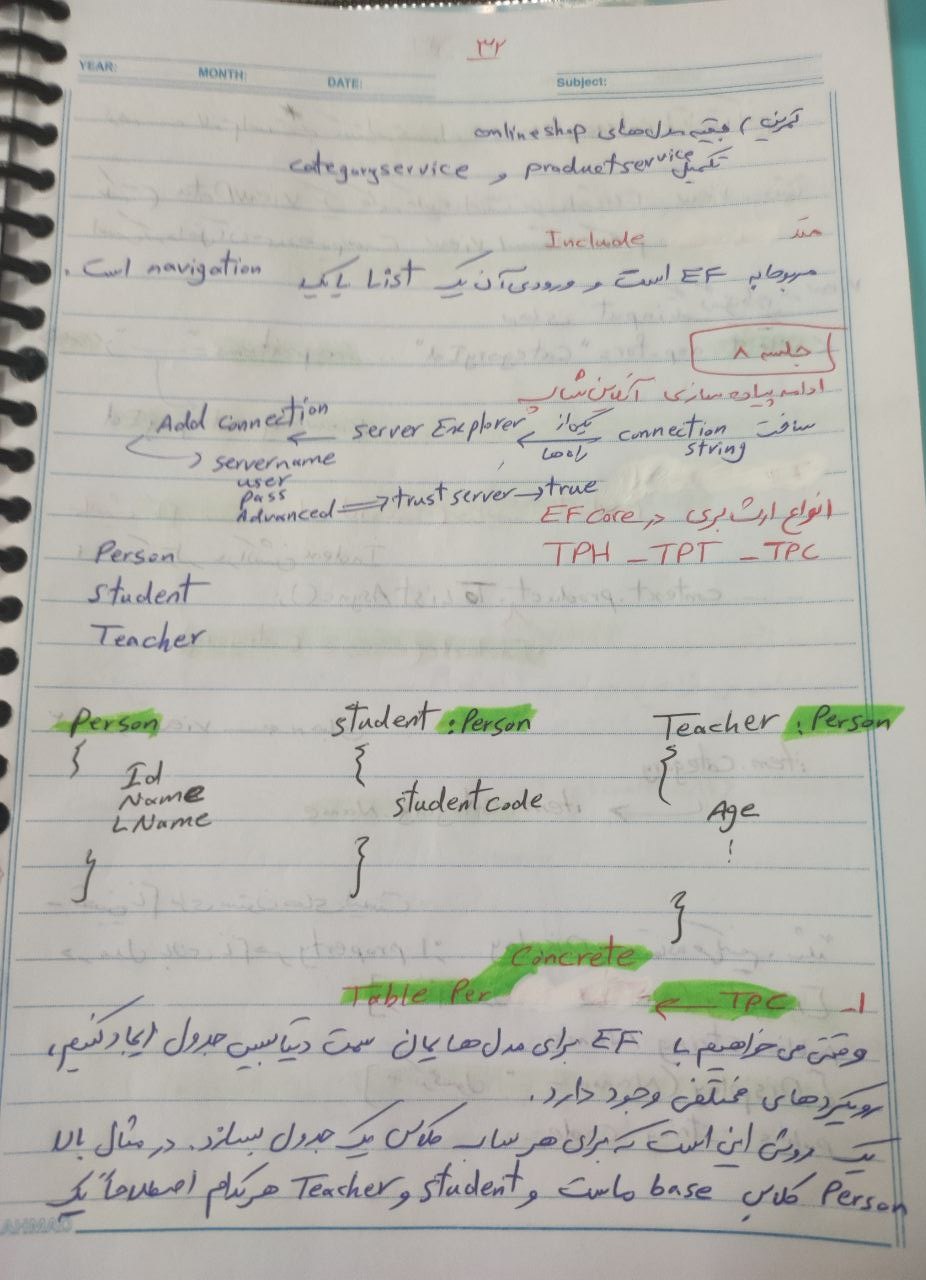 ۳۲
YEAR: MONTH: DATE: Subject:
تمرین) بقیه مدل‌های onlineshop
تکمیل productservice و categoryservice
متد Include
مربوط به EF است و ورودی آن یک List یا یک navigation است.
جلسه ۸
ادامه پیاده سازی آنلاین شاپ
ساخت connection string ← یکی از راه‌ها server Explorer ← Add connection
servername
user
pass
Advanced ⇒ trust server → true
انواع ارث بری در EF Core
TPH – TPT – TPC
Person
student
Teacher
Person student : Person Teacher : Person
{ { {
Id
Name studentcode Age
LName
} } }
Concrete
1- TPC ← Table Per
وقتی می خواهیم با EF برای مدل هایمان سمت دیتابیس جدول ایجاد کنیم،
رویکردهای مختلفی وجود دارد.
یک روش این است که برای هر ساب کلاس یک جدول بسازد. در مثال بالا
Person کلاس base ماست و student و Teacher هرکدام اصطلاحاً یک